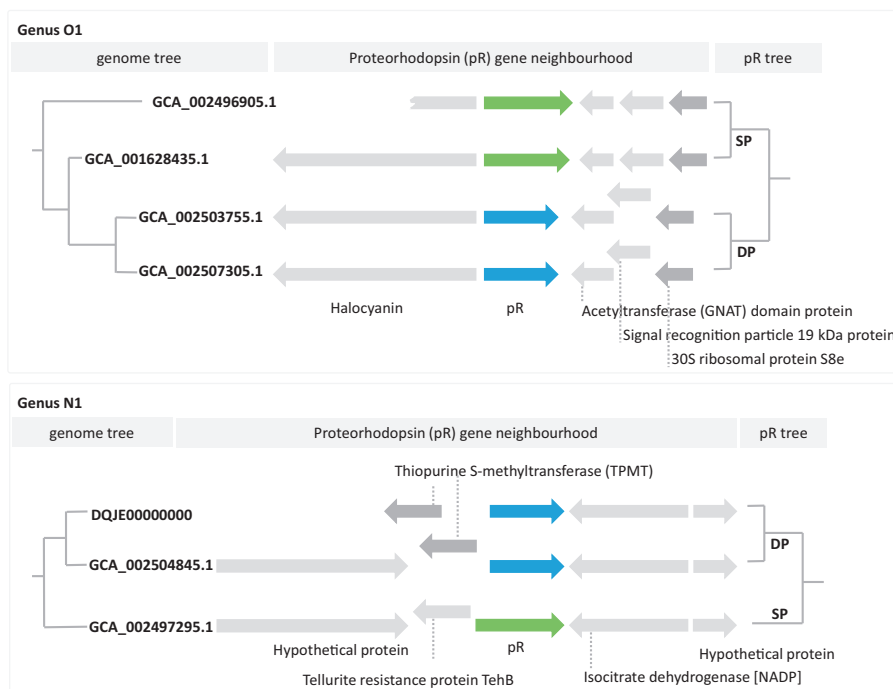 Genus O1
genome tree
Proteorhodopsin (pR) gene neighbourhood
pR tree
GCA_002496905.1
SP
GCA_001628435.1
GCA_002503755.1
DP
GCA_002507305.1
Halocyanin
pR
Acetyltransferase (GNAT) domain protein
Signal recognition particle 19 kDa protein
30S ribosomal protein S8e
Genus N1
genome tree
Proteorhodopsin (pR) gene neighbourhood
pR tree
Thiopurine S-methyltransferase (TPMT)
DQJE00000000
DP
GCA_002504845.1
SP
GCA_002497295.1
Hypothetical protein
pR
Hypothetical protein
Tellurite resistance protein TehB
Isocitrate dehydrogenase [NADP]